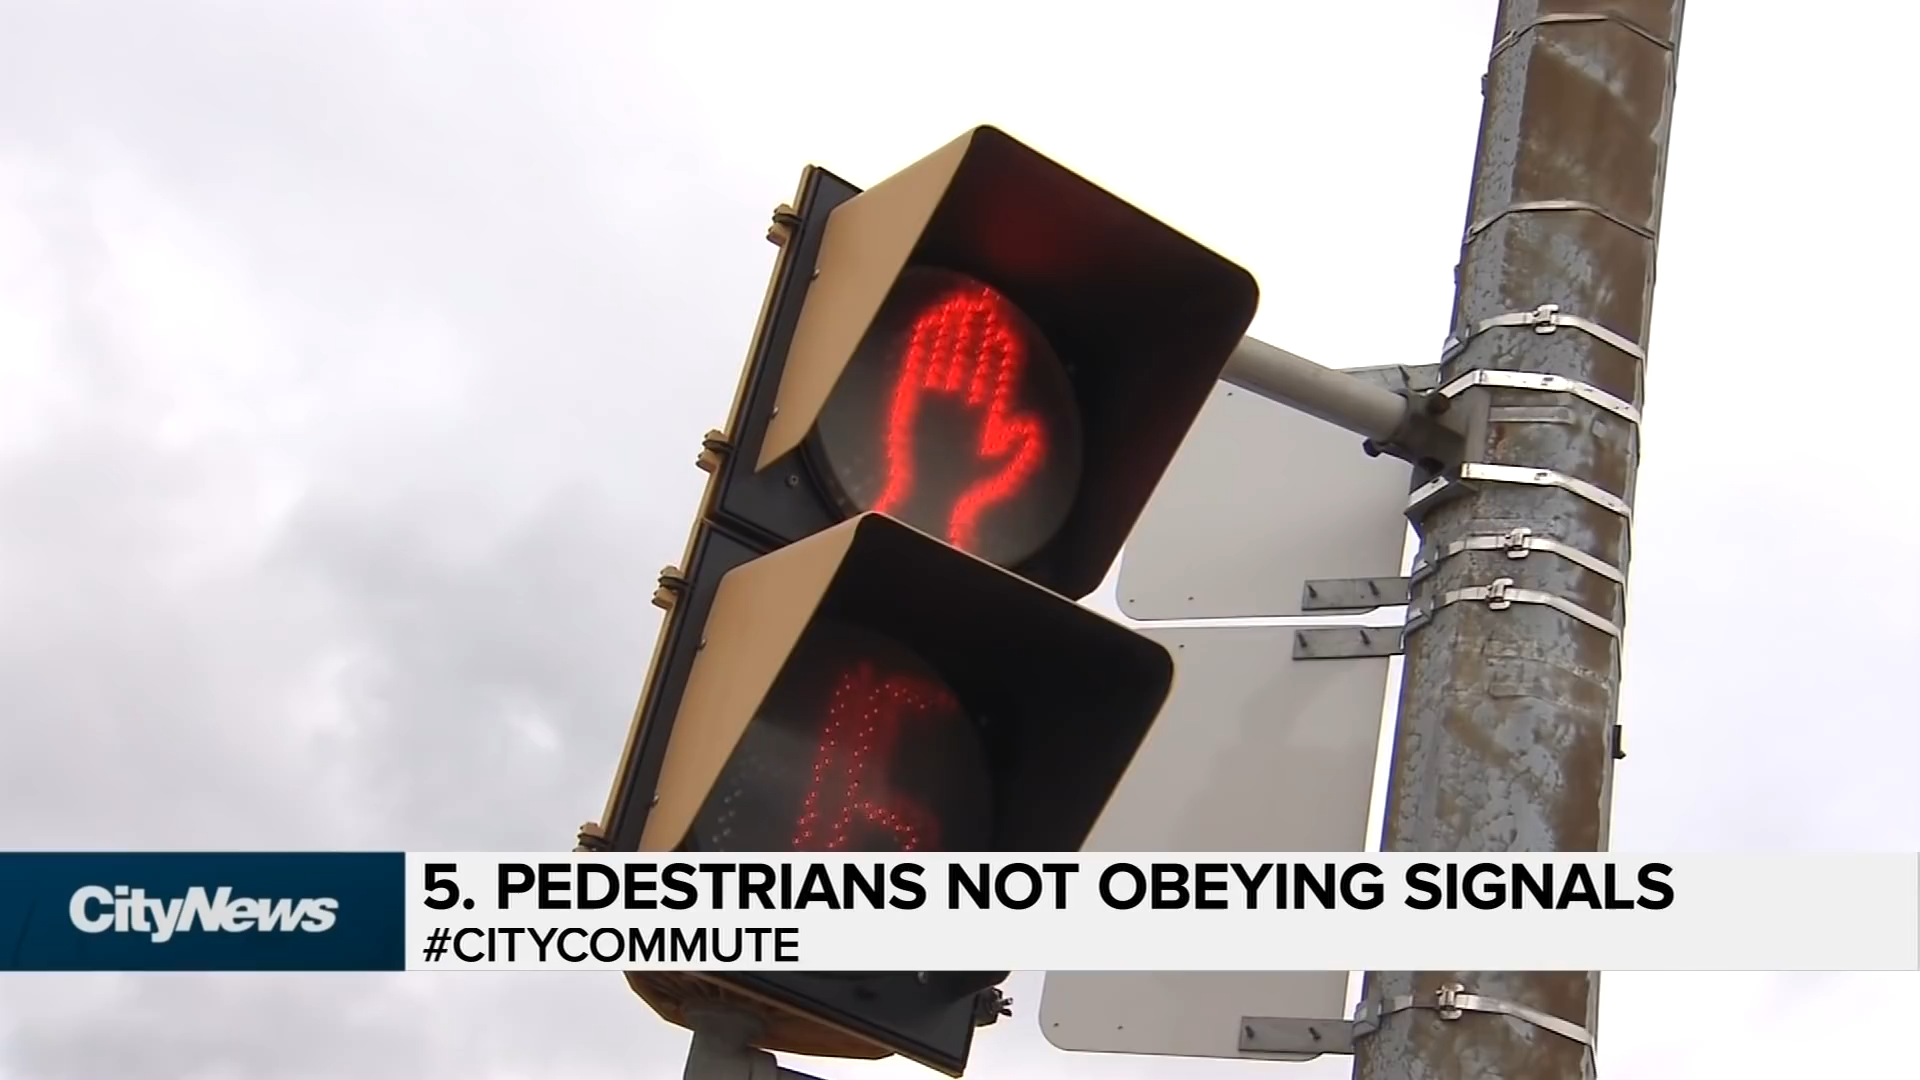 CityNews
5. PEDESTRIANS NOT OBEYING SIGNALS
#CITYCOMMUTE